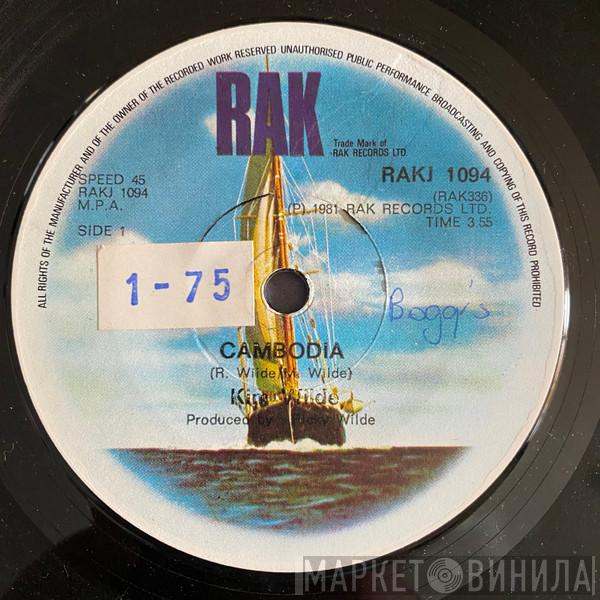 ALL RIGHTS OF THE MANUFACTURER AND OF THE OWNER OF THE RECORDED WORK RESERVED UNAUTHORISED PUBLIC PERFORMANCE BROADCASTING AND COPYING OF THIS RECORD PROHIBITED
RAK
Trade Mark of
RAK RECORDS LTD.
SPEED 45
RAKJ 1094
M.P.A.
SIDE 1
RAKJ 1094
(RAK336)
(P) 1981 RAK RECORDS LTD.
TIME 3.55
1-75
Boggi's
CAMBODIA
(R. Wilde/M. Wilde)
Kim Wilde
Produced by Ricky Wilde
МАРКЕТ ВИНИЛА